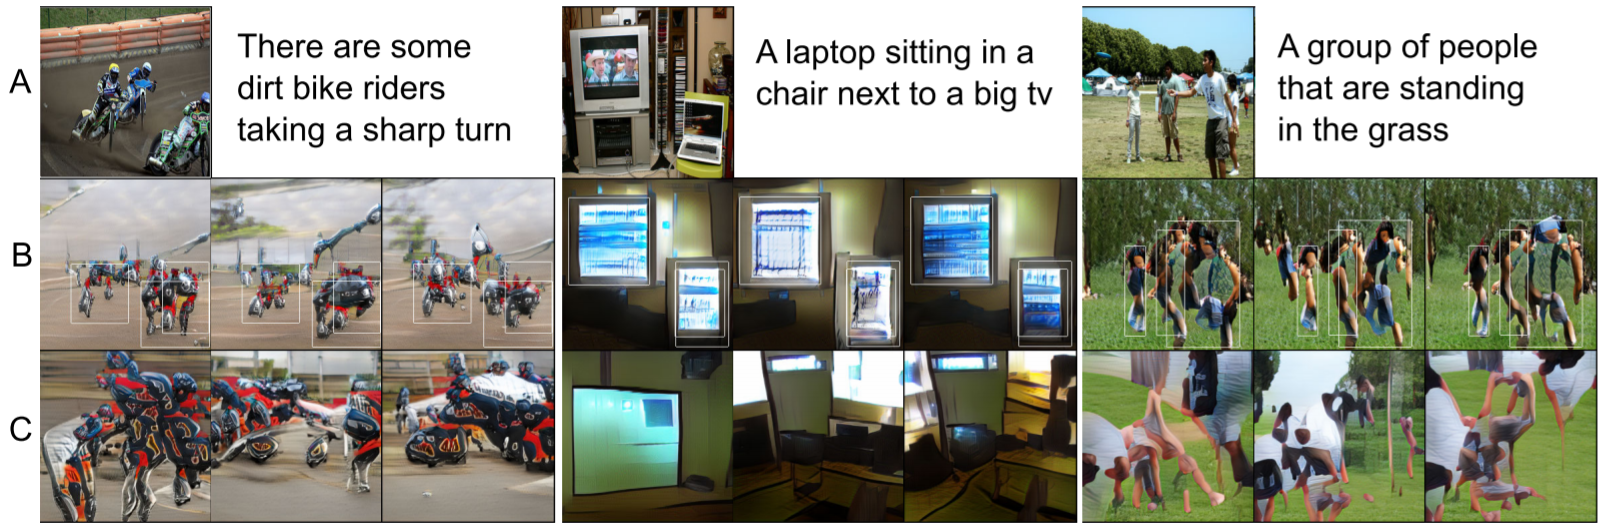 A
There are some
dirt bike riders
taking a sharp turn
A laptop sitting in a
chair next to a big tv
A group of people
that are standing
in the grass
B
C